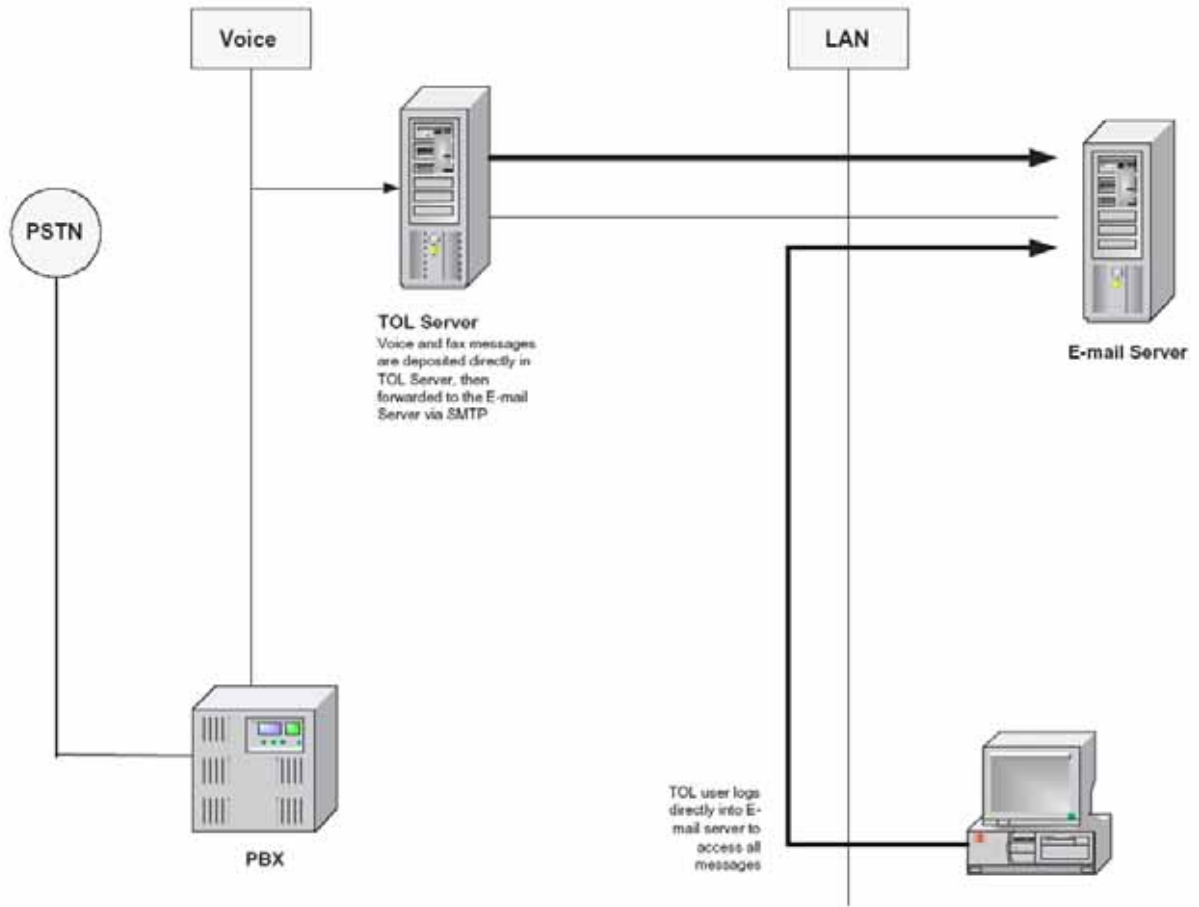 Voice
LAN
PSTN
TOL Server
Voice and fax messages
are deposited directly in
TOL Server, then
forwarded to the E-mail
Server via SMTP
E-mail Server
PBX
TOL user logs
directly into E-
mail server to
access all
messages